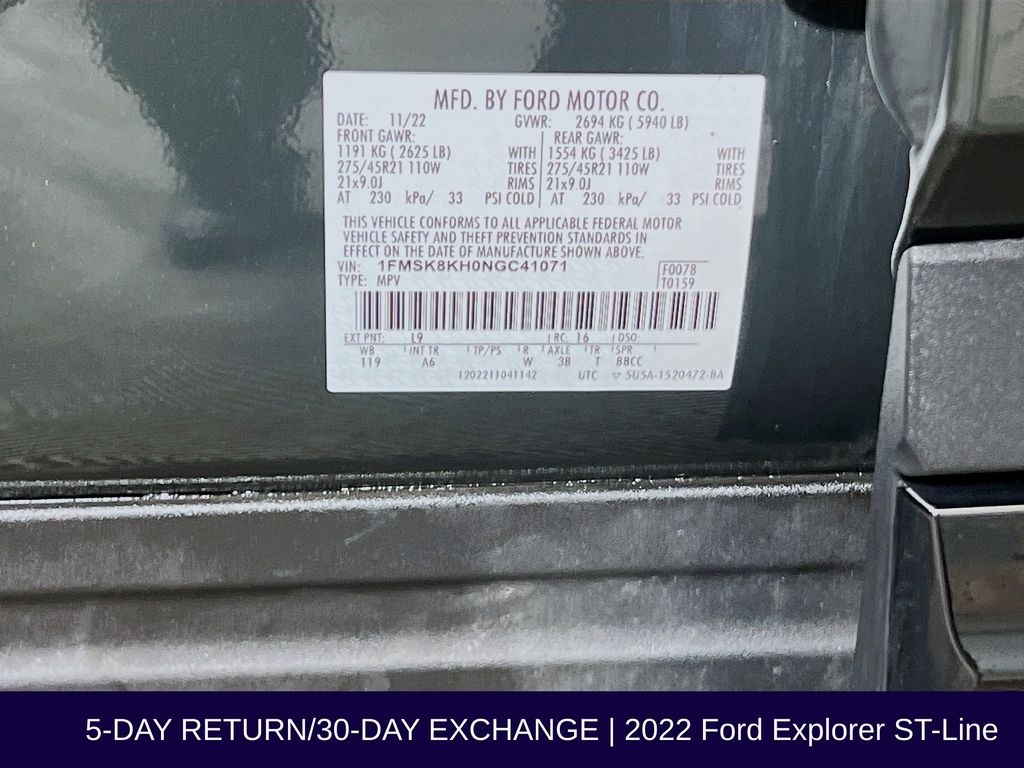 MFD. BY FORD MOTOR CO.
DATE: 11/22 GVWR: 2694 KG ( 5940 LB)
FRONT GAWR: REAR GAWR:
1191 KG ( 2625 LB) WITH 1554 KG ( 3425 LB) WITH
275/45R21 110W TIRES 275/45R21 110W TIRES
21x9.0J RIMS 21x9.0J RIMS
AT 230 kPa/ 33 PSI COLD AT 230 kPa/ 33 PSI COLD
THIS VEHICLE CONFORMS TO ALL APPLICABLE FEDERAL MOTOR
VEHICLE SAFETY AND THEFT PREVENTION STANDARDS IN
EFFECT ON THE DATE OF MANUFACTURE SHOWN ABOVE.
VIN: 1FMSK8KH0NGC41071 F0078
TYPE: MPV T0159
EXT PNT: L9 RC: 16 DSO:
WB INT TR TP/PS R AXLE TR SPR
119 A6 W 3B T BBCC
1202211041142 UTC ▽ 5U5A-1520472-BA
5-DAY RETURN/30-DAY EXCHANGE | 2022 Ford Explorer ST-Line